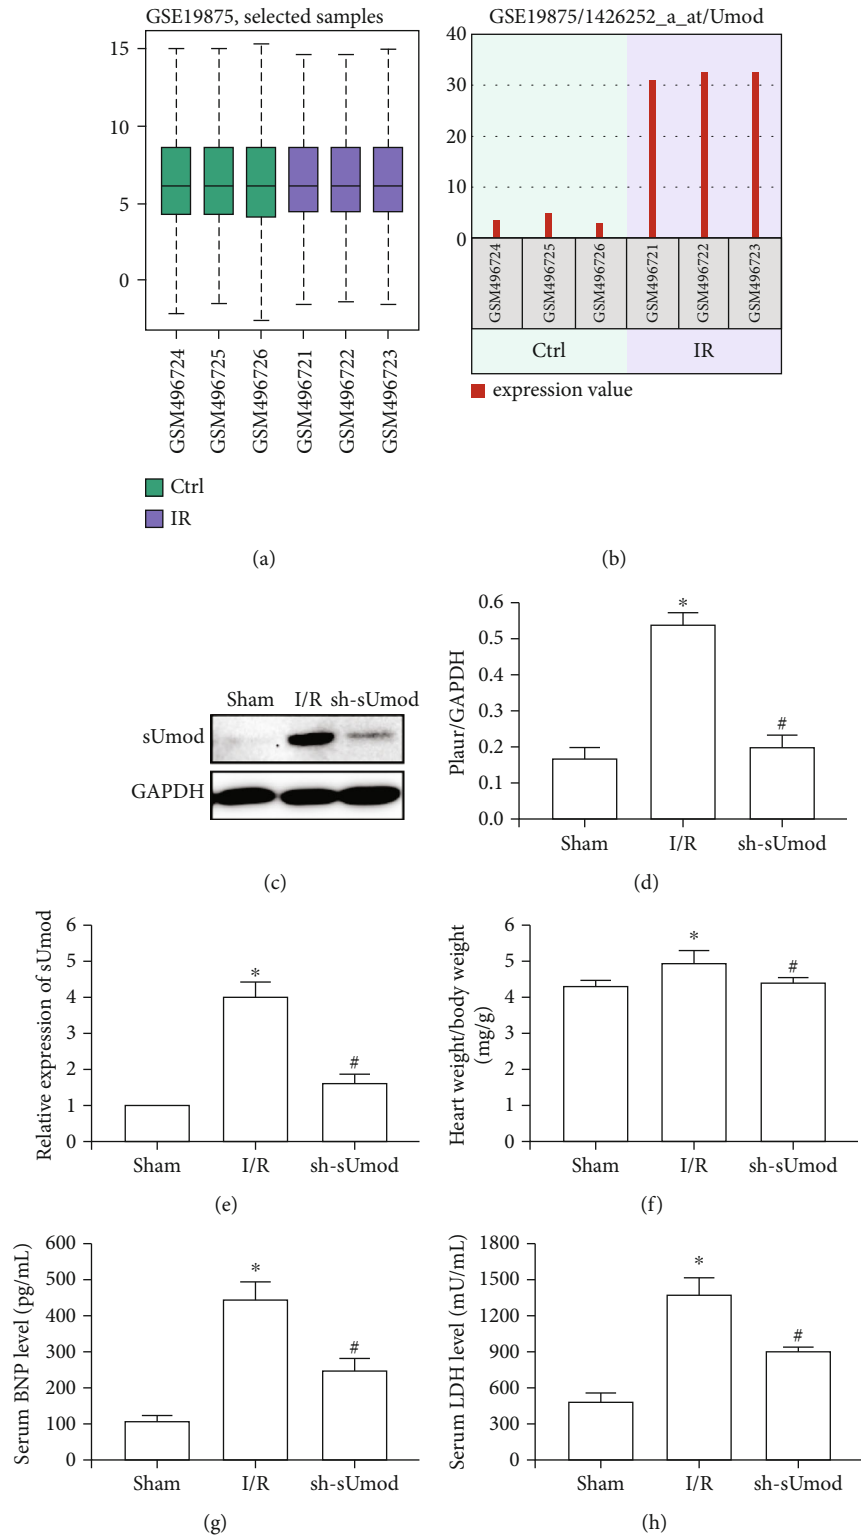 GSE19875, selected samples
15
10
5
0
GSM496724
GSM496725
GSM496726
GSM496721
GSM496722
GSM496723
Ctrl
IR
(a)
GSE19875/1426252_a_at/Umod
40
30
20
10
0
GSM496724
GSM496725
GSM496726
GSM496721
GSM496722
GSM496723
Ctrl
IR
expression value
(b)
Sham I/R sh-sUmod
sUmod
GAPDH
(c)
Plaur/GAPDH
0.6
0.5
0.4
0.3
0.2
0.1
0.0
*
#
Sham I/R sh-sUmod
(d)
Relative expression of sUmod
6
5
4
3
2
1
0
*
#
Sham I/R sh-sUmod
(e)
Heart weight/body weight
(mg/g)
6
5
4
3
2
1
0
*
#
Sham I/R sh-sUmod
(f)
Serum BNP level (pg/mL)
600
500
400
300
200
100
0
*
#
Sham I/R sh-sUmod
(g)
Serum LDH level (mU/mL)
1800
1500
1200
900
600
300
0
*
#
Sham I/R sh-sUmod
(h)